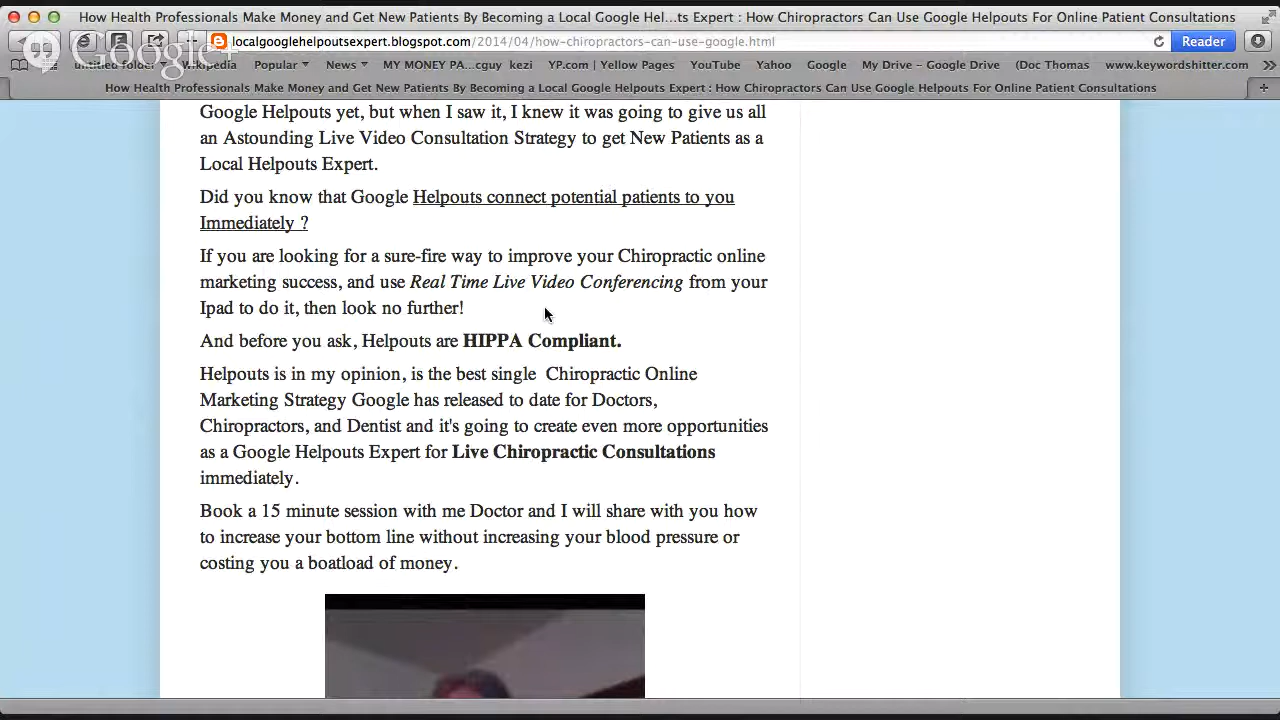 How Health Professionals Make Money and Get New Patients By Becoming a Local Google Hel...ts Expert : How Chiropractors Can Use Google Helpouts For Online Patient Consultations
Google+
localgooglehelpoutsexpert.blogspot.com/2014/04/how-chiropractors-can-use-google.html
Reader
untitled folder Wikipedia Popular News MY MONEY PA...cguy kezi YP.com | Yellow Pages YouTube Yahoo Google My Drive – Google Drive (Doc Thomas www.keywordshitter.com
How Health Professionals Make Money and Get New Patients By Becoming a Local Google Helpouts Expert : How Chiropractors Can Use Google Helpouts For Online Patient Consultations
Google Helpouts yet, but when I saw it, I knew it was going to give us all
an Astounding Live Video Consultation Strategy to get New Patients as a
Local Helpouts Expert.
Did you know that Google Helpouts connect potential patients to you
Immediately ?
If you are looking for a sure-fire way to improve your Chiropractic online
marketing success, and use Real Time Live Video Conferencing from your
Ipad to do it, then look no further!
And before you ask, Helpouts are HIPPA Compliant.
Helpouts is in my opinion, is the best single Chiropractic Online
Marketing Strategy Google has released to date for Doctors,
Chiropractors, and Dentist and it's going to create even more opportunities
as a Google Helpouts Expert for Live Chiropractic Consultations
immediately.
Book a 15 minute session with me Doctor and I will share with you how
to increase your bottom line without increasing your blood pressure or
costing you a boatload of money.